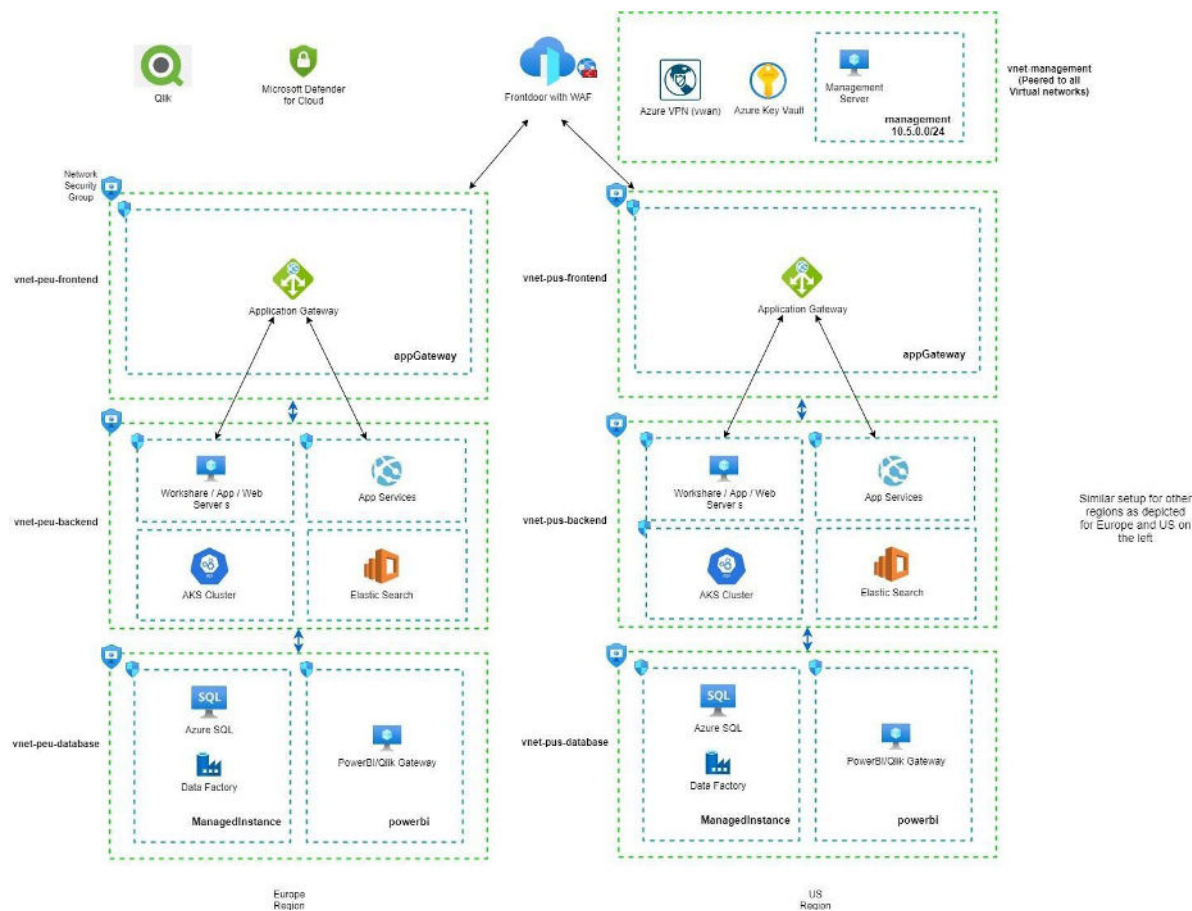 Qlik
Microsoft Defender
for Cloud
Frontdoor with WAF
Azure VPN (vwan)
Azure Key Vault
Management
Server
management
10.5.0.0/24
vnet-management
(Peered to all
Virtual networks)
Network
Security
Group
vnet-peu-frontend
Application Gateway
appGateway
vnet-pus-frontend
Application Gateway
appGateway
vnet-peu-backend
Workshare / App / Web
Server s
App Services
AKS Cluster
Elastic Search
vnet-pus-backend
Workshare / App / Web
Server s
App Services
AKS Cluster
Elastic Search
Similar setup for other
regions as depicted
for Europe and US on
the left
vnet-peu-database
SQL
Azure SQL
Data Factory
ManagedInstance
PowerBI/Qlik Gateway
powerbi
vnet-pus-database
SQL
Azure SQL
Data Factory
ManagedInstance
PowerBI/Qlik Gateway
powerbi
Europe
Region
US
Region